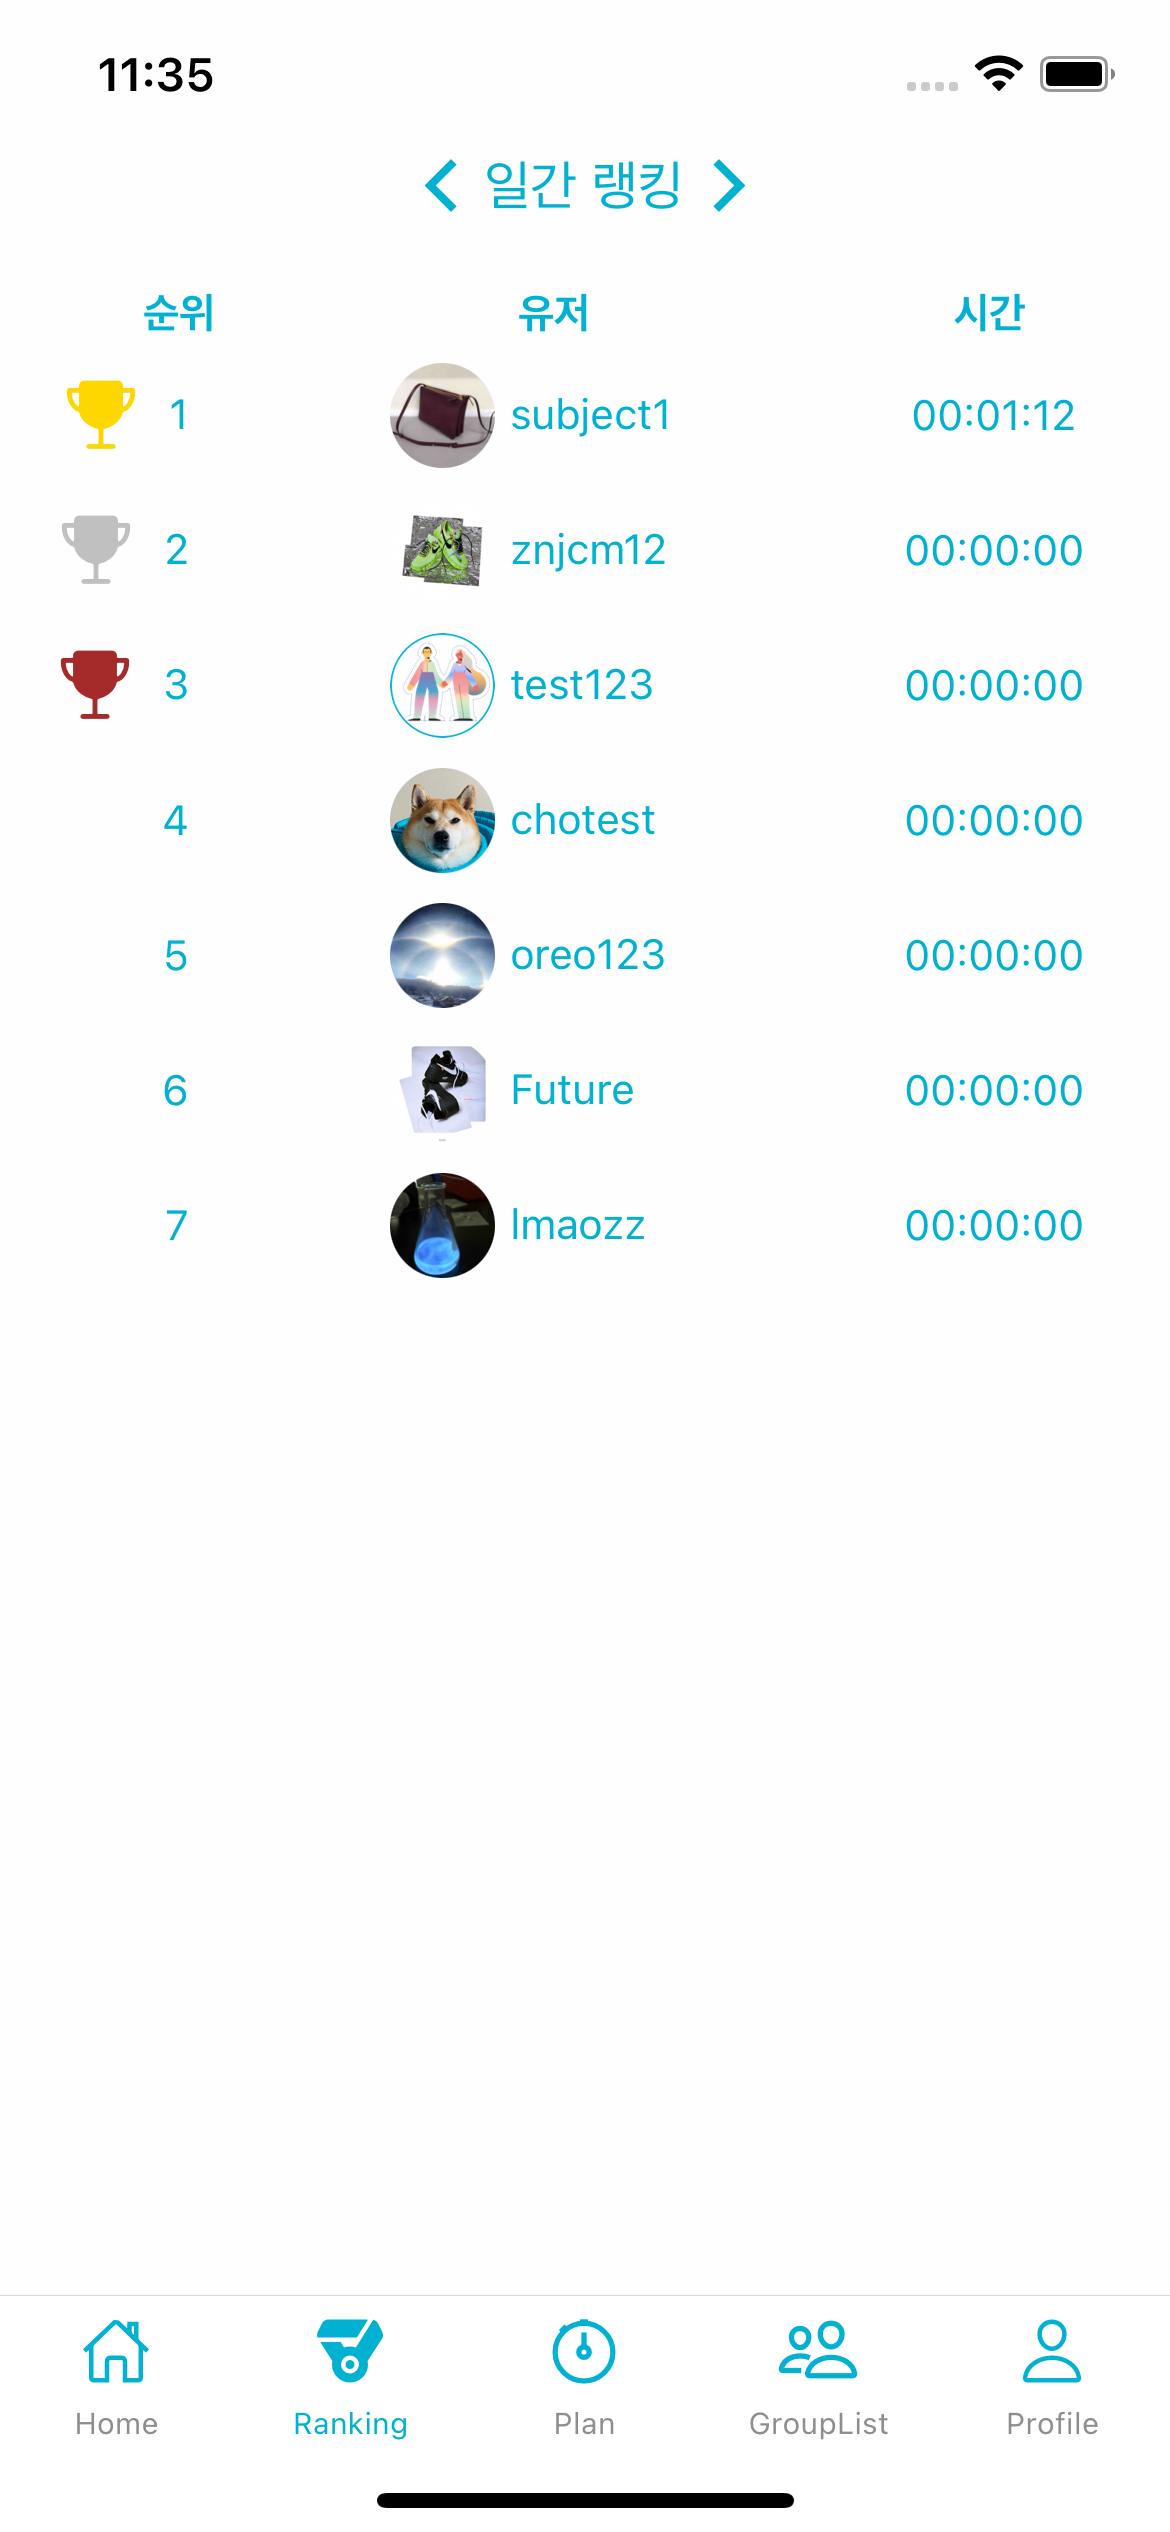 11:35
일간 랭킹
순위 유저 시간
1 subject1 00:01:12
2 znjcm12 00:00:00
3 test123 00:00:00
4 chotest 00:00:00
5 oreo123 00:00:00
6 Future 00:00:00
7 lmaozz 00:00:00
Home Ranking Plan GroupList Profile